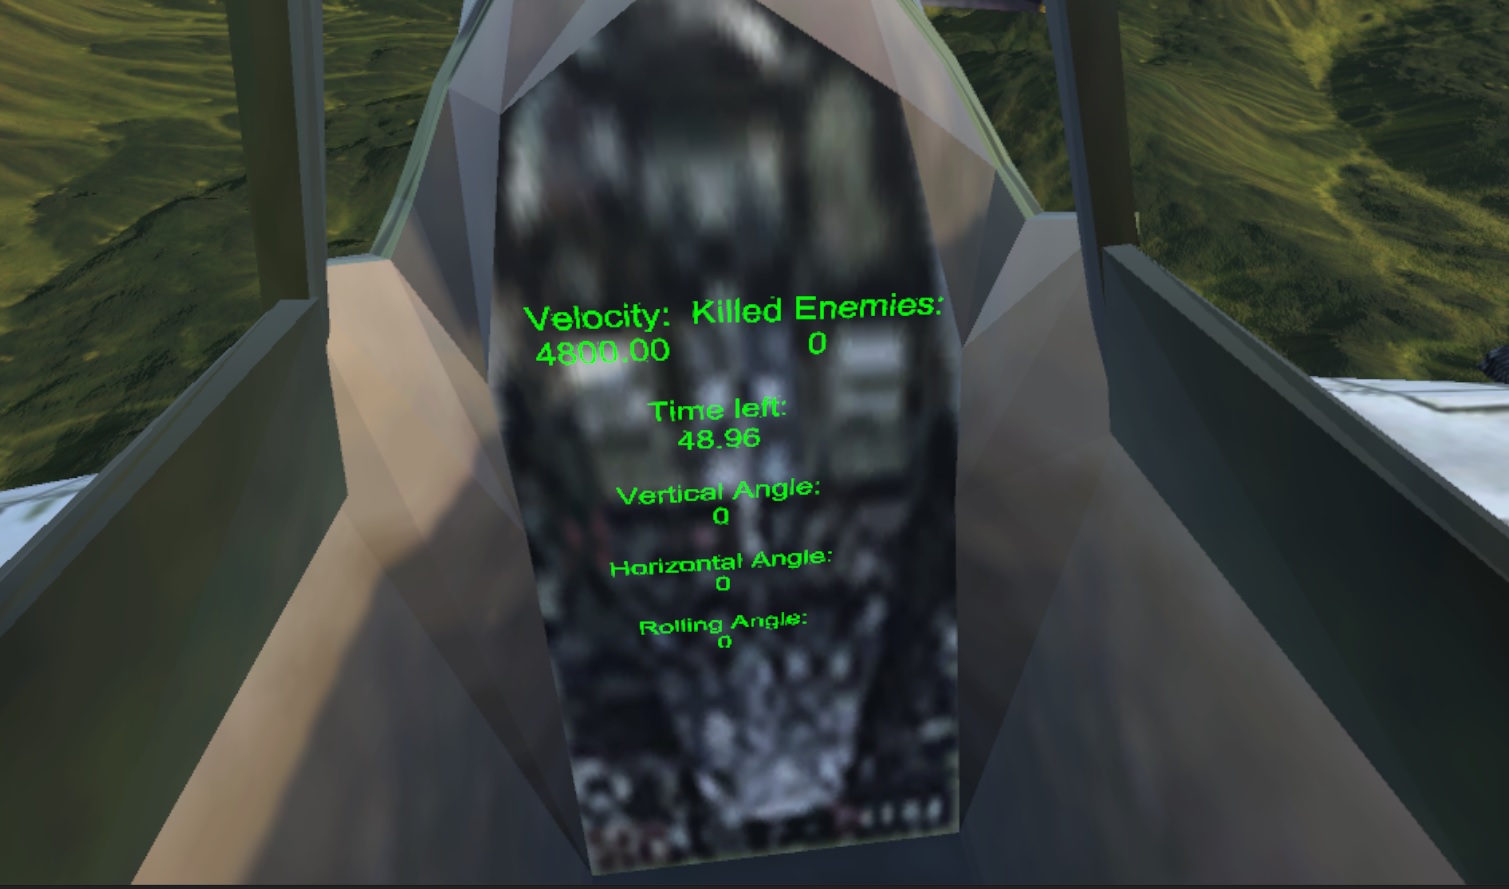 Velocity: Killed Enemies:
4800.00 0
Time left:
48.96
Vertical Angle:
0
Horizontal Angle:
0
Rolling Angle:
0